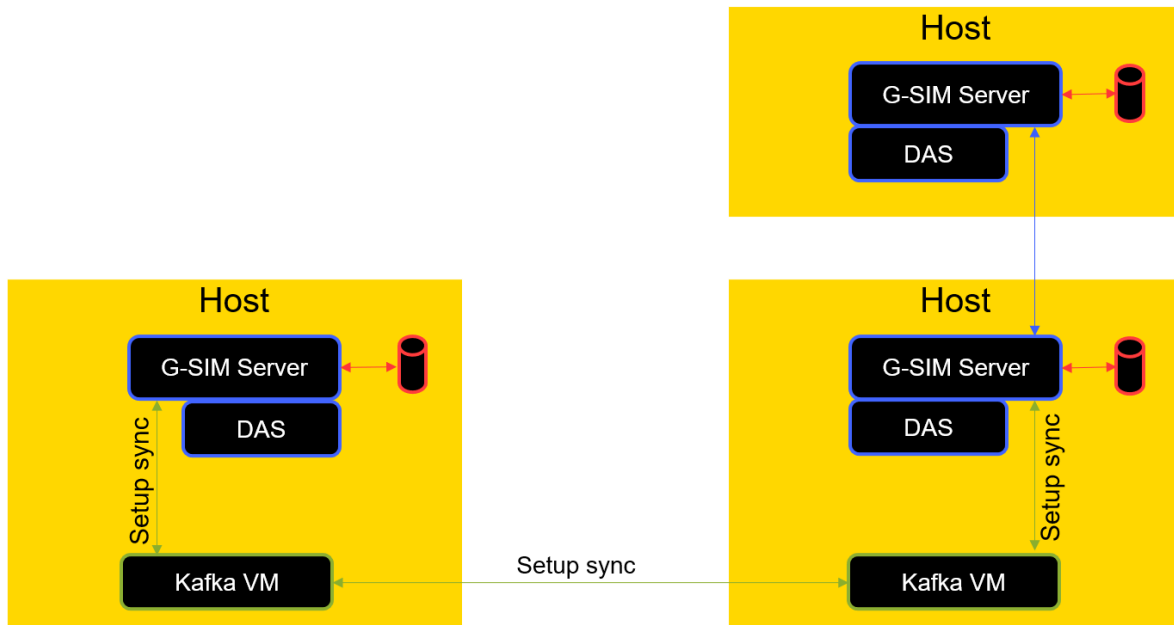 Host
G-SIM Server
DAS
Host
G-SIM Server
DAS
Setup sync
Kafka VM
Setup sync
Host
G-SIM Server
DAS
Setup sync
Kafka VM